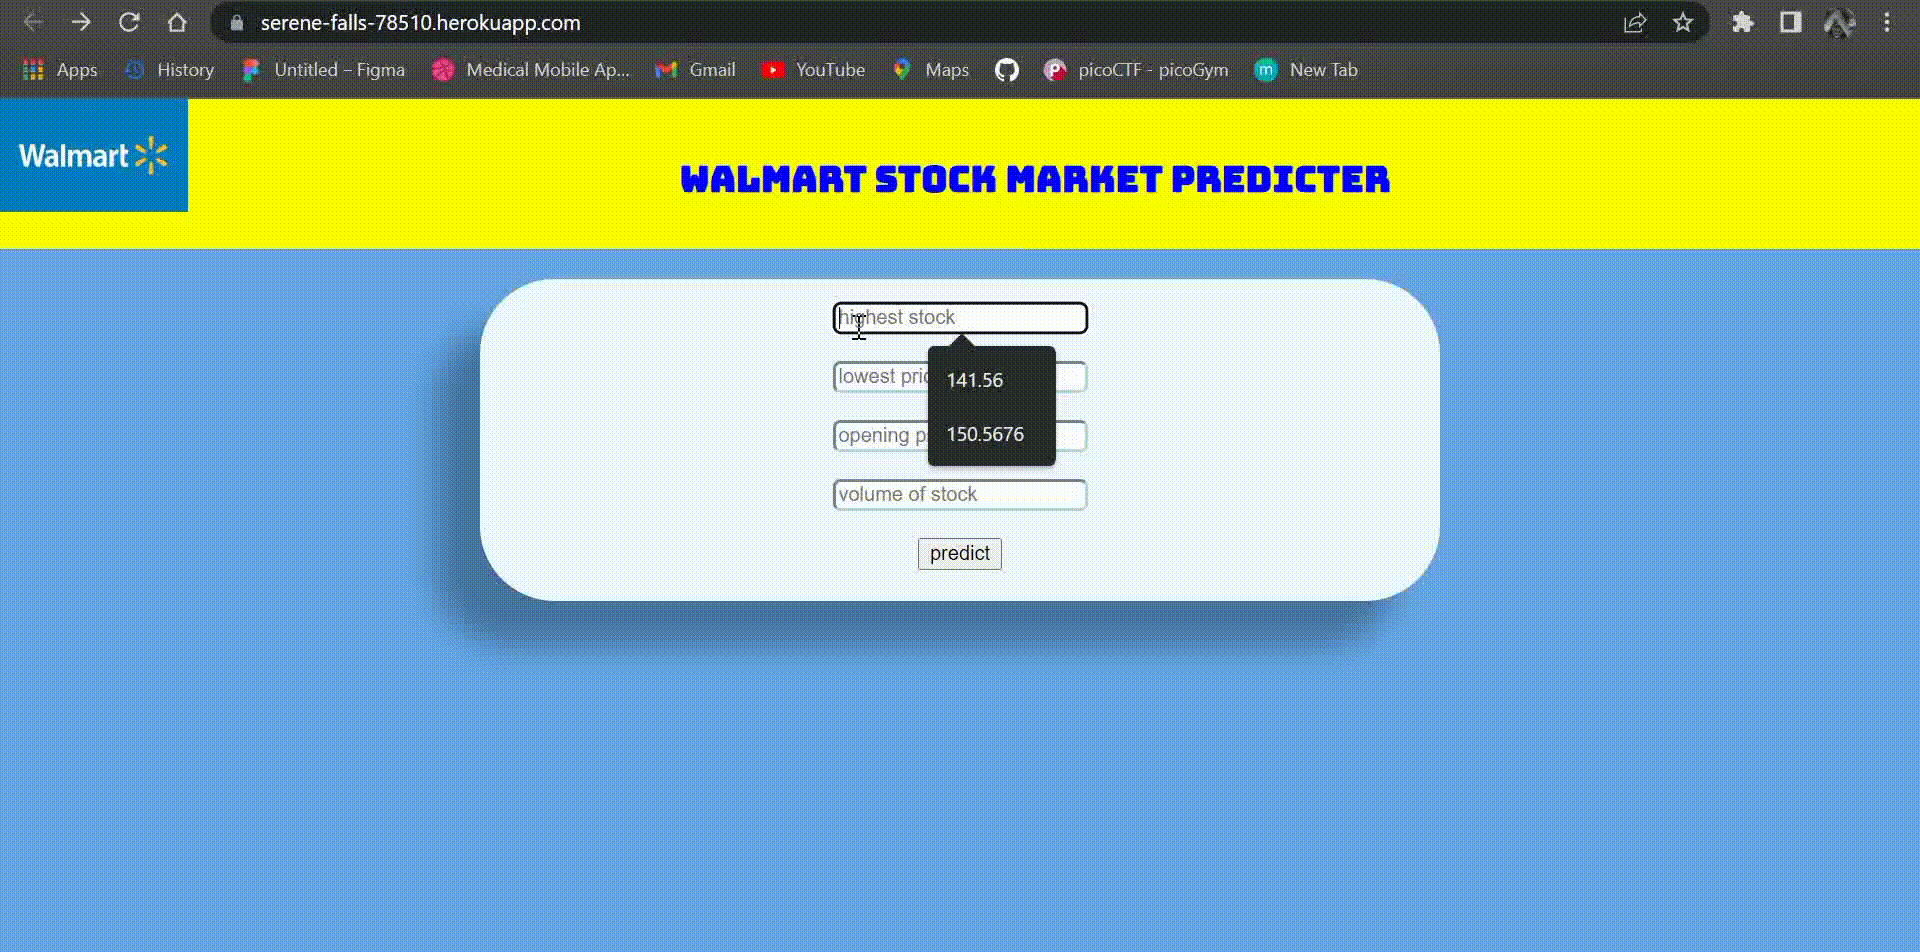 serene-falls-78510.herokuapp.com
Apps History Untitled – Figma Medical Mobile Ap... Gmail YouTube Maps picoCTF - picoGym m New Tab
Walmart
WALMART STOCK MARKET PREDICTER
highest stock
lowest pric
141.56
opening p
150.5676
volume of stock
predict